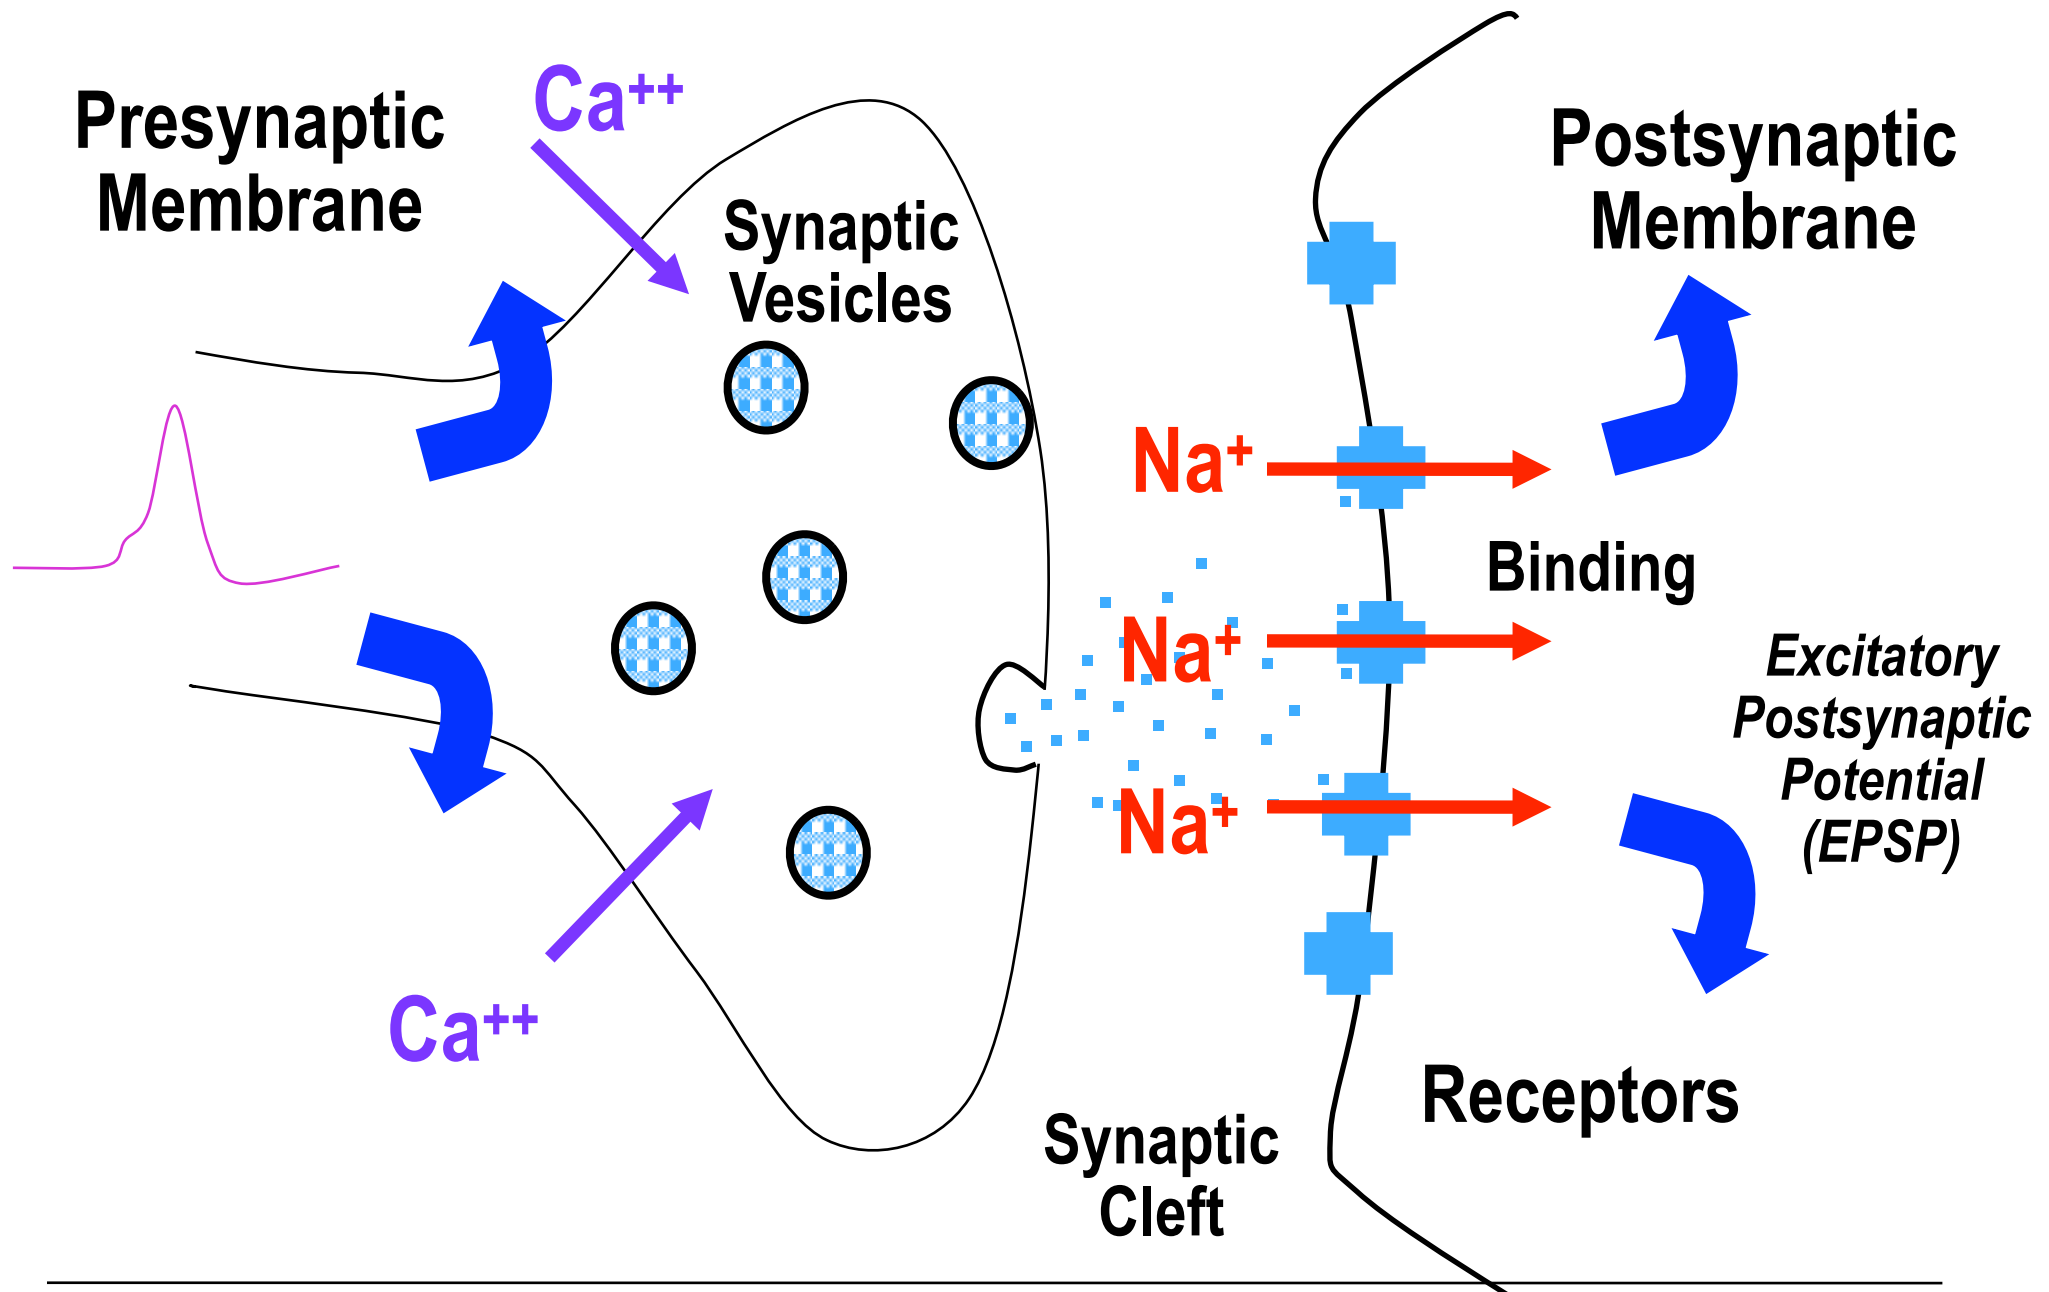 Presynaptic
Membrane
Ca++
Synaptic
Vesicles
Postsynaptic
Membrane
Na+
Binding
Na+
Excitatory
Postsynaptic
Potential
(EPSP)
Na+
Ca++
Receptors
Synaptic
Cleft